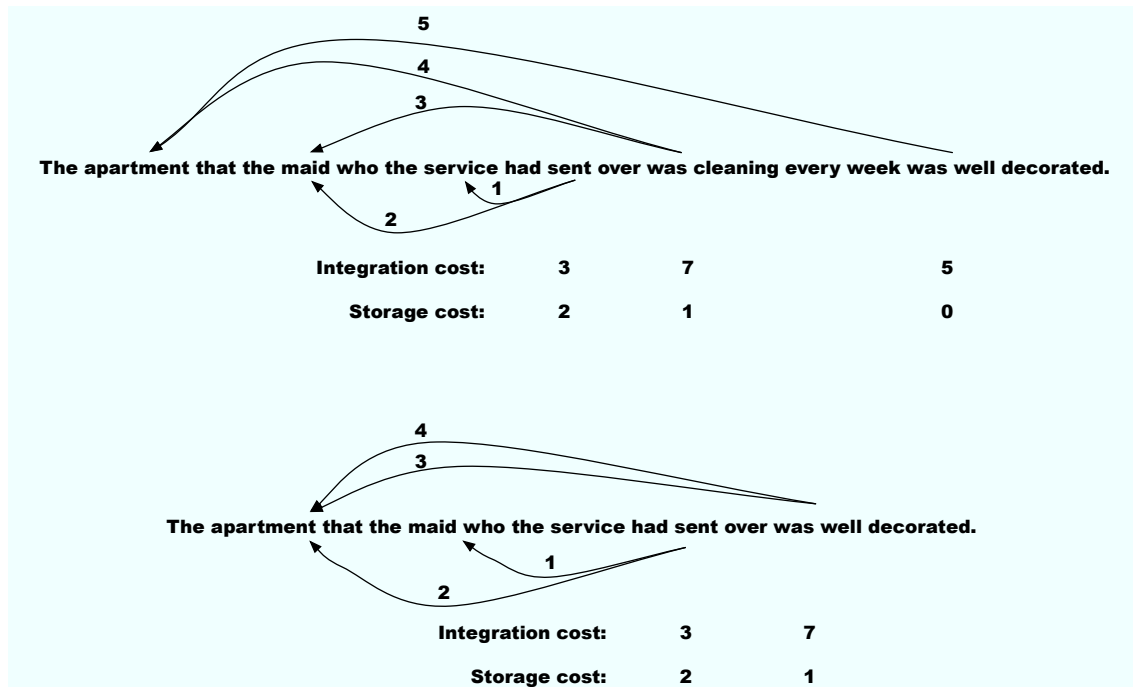 5
4
3
The apartment that the maid who the service had sent over was cleaning every week was well decorated.
1
2
Integration cost: 3 7 5
Storage cost: 2 1 0
4
3
The apartment that the maid who the service had sent over was well decorated.
1
2
Integration cost: 3 7
Storage cost: 2 1